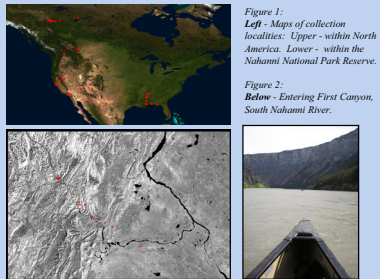 Figure 1:
Left - Maps of collection
localities: Upper - within North
America. Lower - within the
Nahanni National Park Reserve.
Figure 2:
Below - Entering First Canyon,
South Nahanni River.